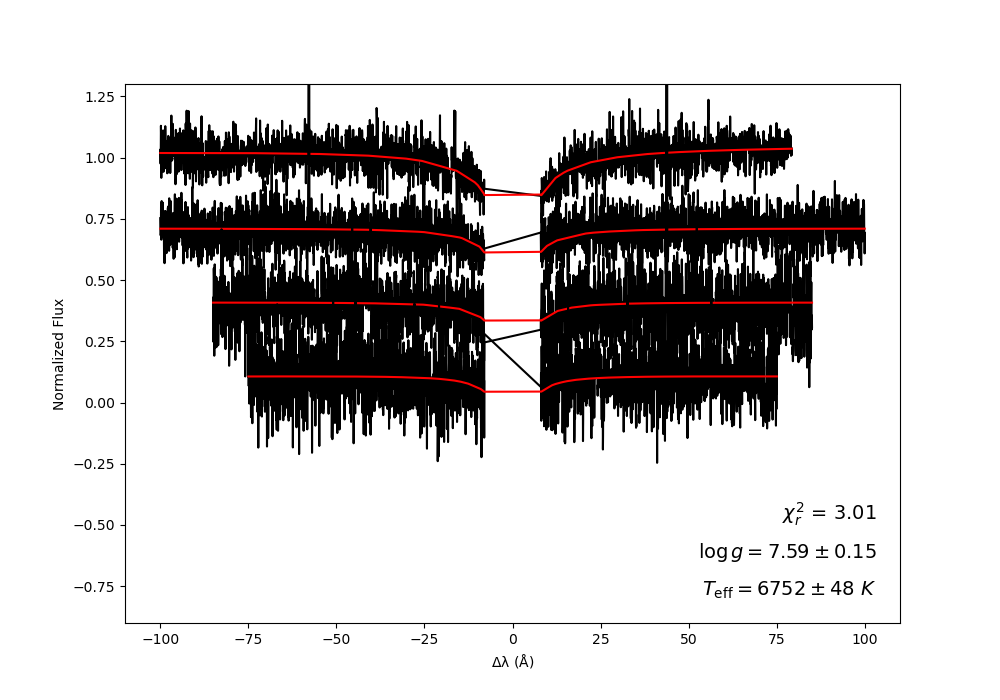 1.25
1.00
0.75
0.50
0.25
0.00
−0.25
−0.50
−0.75
Normalized Flux
χ²ᵣ = 3.01
log g = 7.59 ± 0.15
T_eff = 6752 ± 48 K
−100 −75 −50 −25 0 25 50 75 100
Δλ (Å)